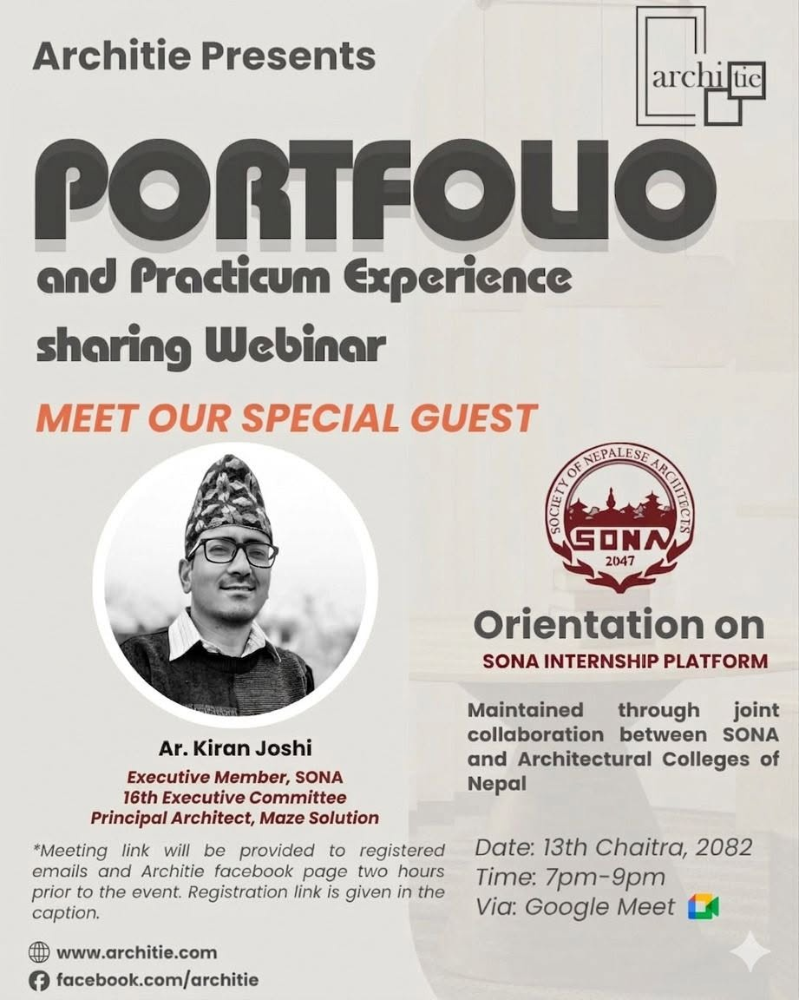 Architie Presents
archi tie
PORTFOLIO
and Practicum Experience
sharing Webinar
MEET OUR SPECIAL GUEST
SOCIETY OF NEPALESE ARCHITECTS
SONA
2047
Orientation on
SONA INTERNSHIP PLATFORM
Maintained through joint
collaboration between SONA
and Architectural Colleges of
Nepal
Ar. Kiran Joshi
Executive Member, SONA
16th Executive Committee
Principal Architect, Maze Solution
*Meeting link will be provided to registered
emails and Architie facebook page two hours
prior to the event. Registration link is given in the
caption.
Date: 13th Chaitra, 2082
Time: 7pm-9pm
Via: Google Meet
www.architie.com
facebook.com/architie